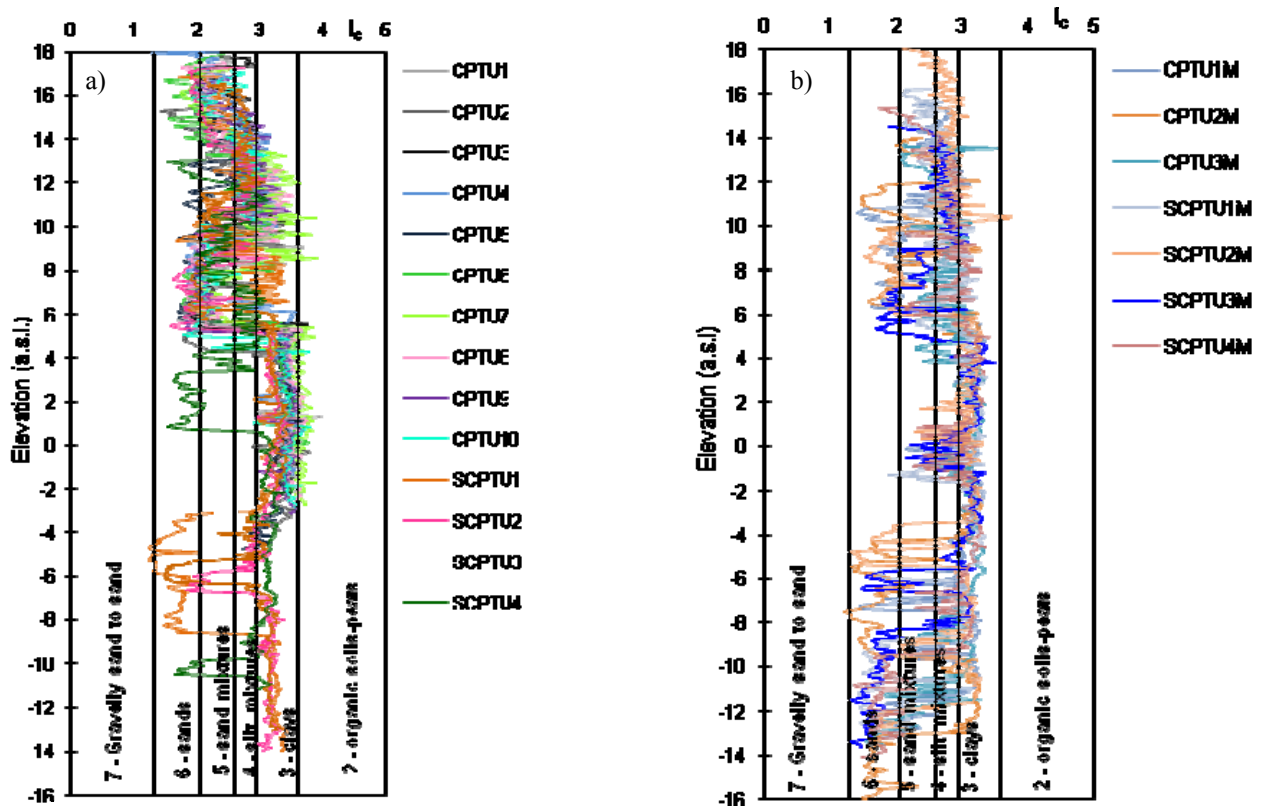 0 1 2 3 4 Ic 5
18
16
14
12
10
8
6
4
2
0
-2
-4
-6
-8
-10
-12
-14
-16
Elevation (a.s.l.)
a)
7 - Gravelly sand to sand
6 - sands
5 - sand mixtures
4 - silt mixtures
3 - clays
2 - organic soils-peats
CPTU1
CPTU2
CPTU3
CPTU4
CPTU5
CPTU6
CPTU7
CPTU8
CPTU9
CPTU10
SCPTU1
SCPTU2
SCPTU3
SCPTU4
0 1 2 3 4 Ic 5
18
16
14
12
10
8
6
4
2
0
-2
-4
-6
-8
-10
-12
-14
-16
Elevation (a.s.l)
b)
7 - Gravelly sand to sand
6 - sands
5 - sand mixtures
4 - silt mixtures
3 - clays
2 - organic soils-peats
CPTU1M
CPTU2M
CPTU3M
SCPTU1M
SCPTU2M
SCPTU3M
SCPTU4M